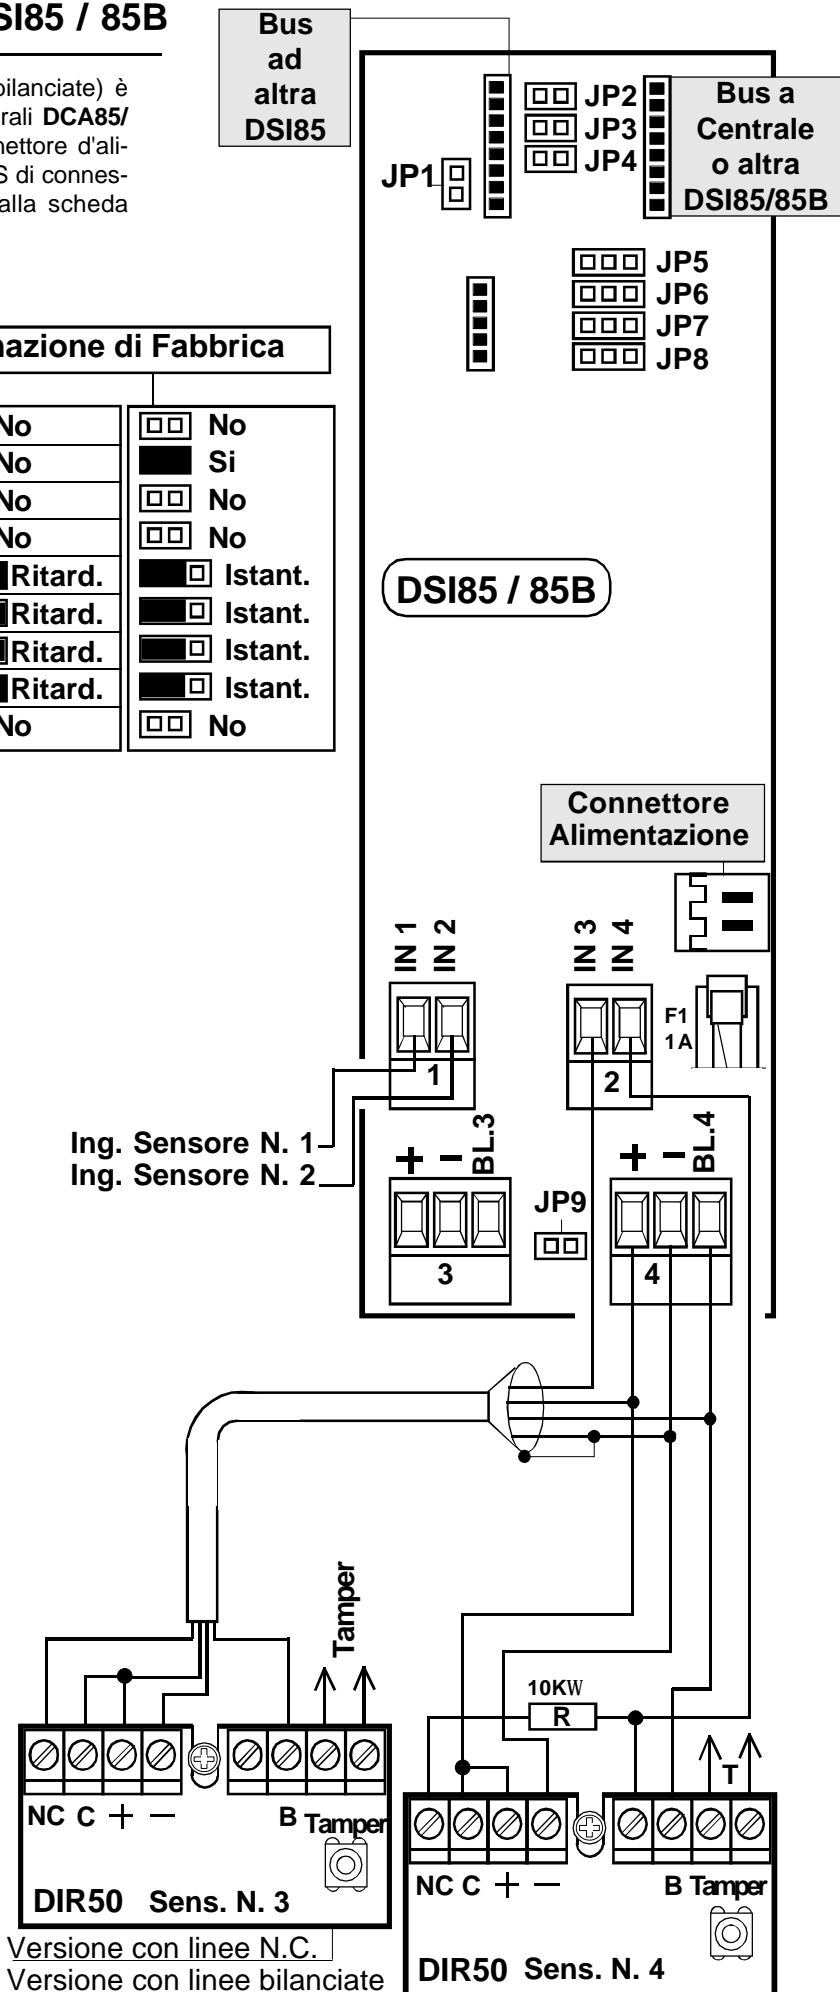 SI85 / 85B
bilanciate) è
rali DCA85/
nettore d'ali-
S di connes-
alla scheda
Bus
ad
altra
DSI85
JP2
JP3
JP4
JP1
Bus a
Centrale
o altra
DSI85/85B
JP5
JP6
JP7
JP8
nazione di Fabbrica
No No
No Si
No No
No No
Ritard. Istant.
Ritard. Istant.
Ritard. Istant.
Ritard. Istant.
No No
DSI85 / 85B
Connettore
Alimentazione
IN 1
IN 2
IN 3
IN 4
F1
1A
1
2
Ing. Sensore N. 1
Ing. Sensore N. 2
+ − BL.3
JP9
+ − BL.4
3
4
Tamper
10KW
R
T
NC C + − B Tamper
DIR50 Sens. N. 3
NC C + − B Tamper
DIR50 Sens. N. 4
Versione con linee N.C.
Versione con linee bilanciate